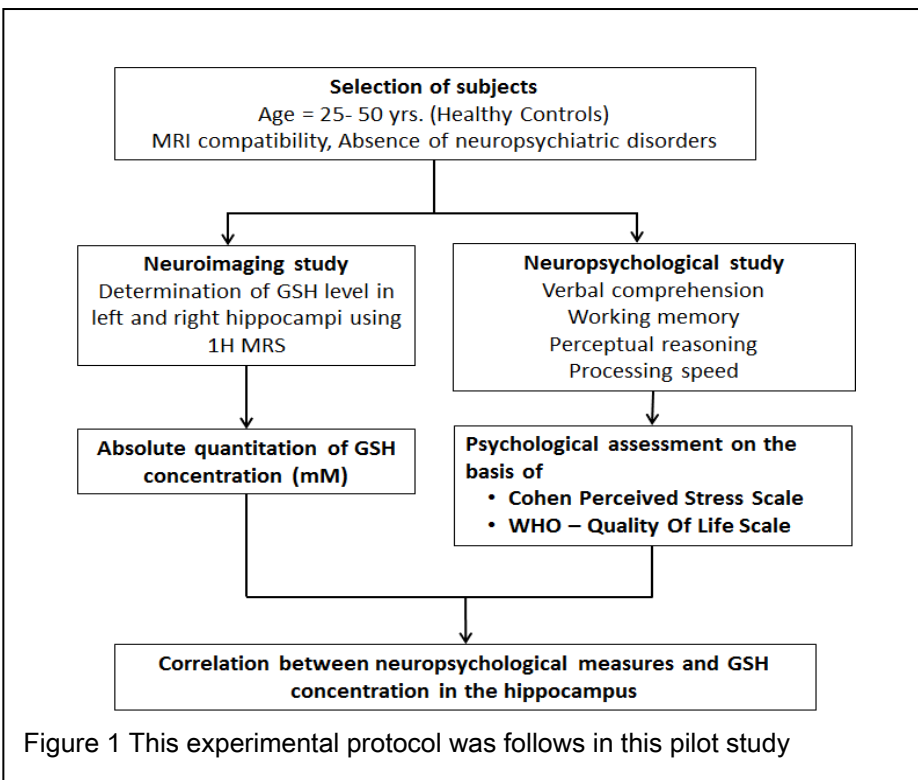 Selection of subjects
Age = 25- 50 yrs. (Healthy Controls)
MRI compatibility, Absence of neuropsychiatric disorders
Neuroimaging study
Determination of GSH level in
left and right hippocampi using
1H MRS
Neuropsychological study
Verbal comprehension
Working memory
Perceptual reasoning
Processing speed
Absolute quantitation of GSH
concentration (mM)
Psychological assessment on the
basis of
• Cohen Perceived Stress Scale
• WHO – Quality Of Life Scale
Correlation between neuropsychological measures and GSH
concentration in the hippocampus
Figure 1 This experimental protocol was follows in this pilot study